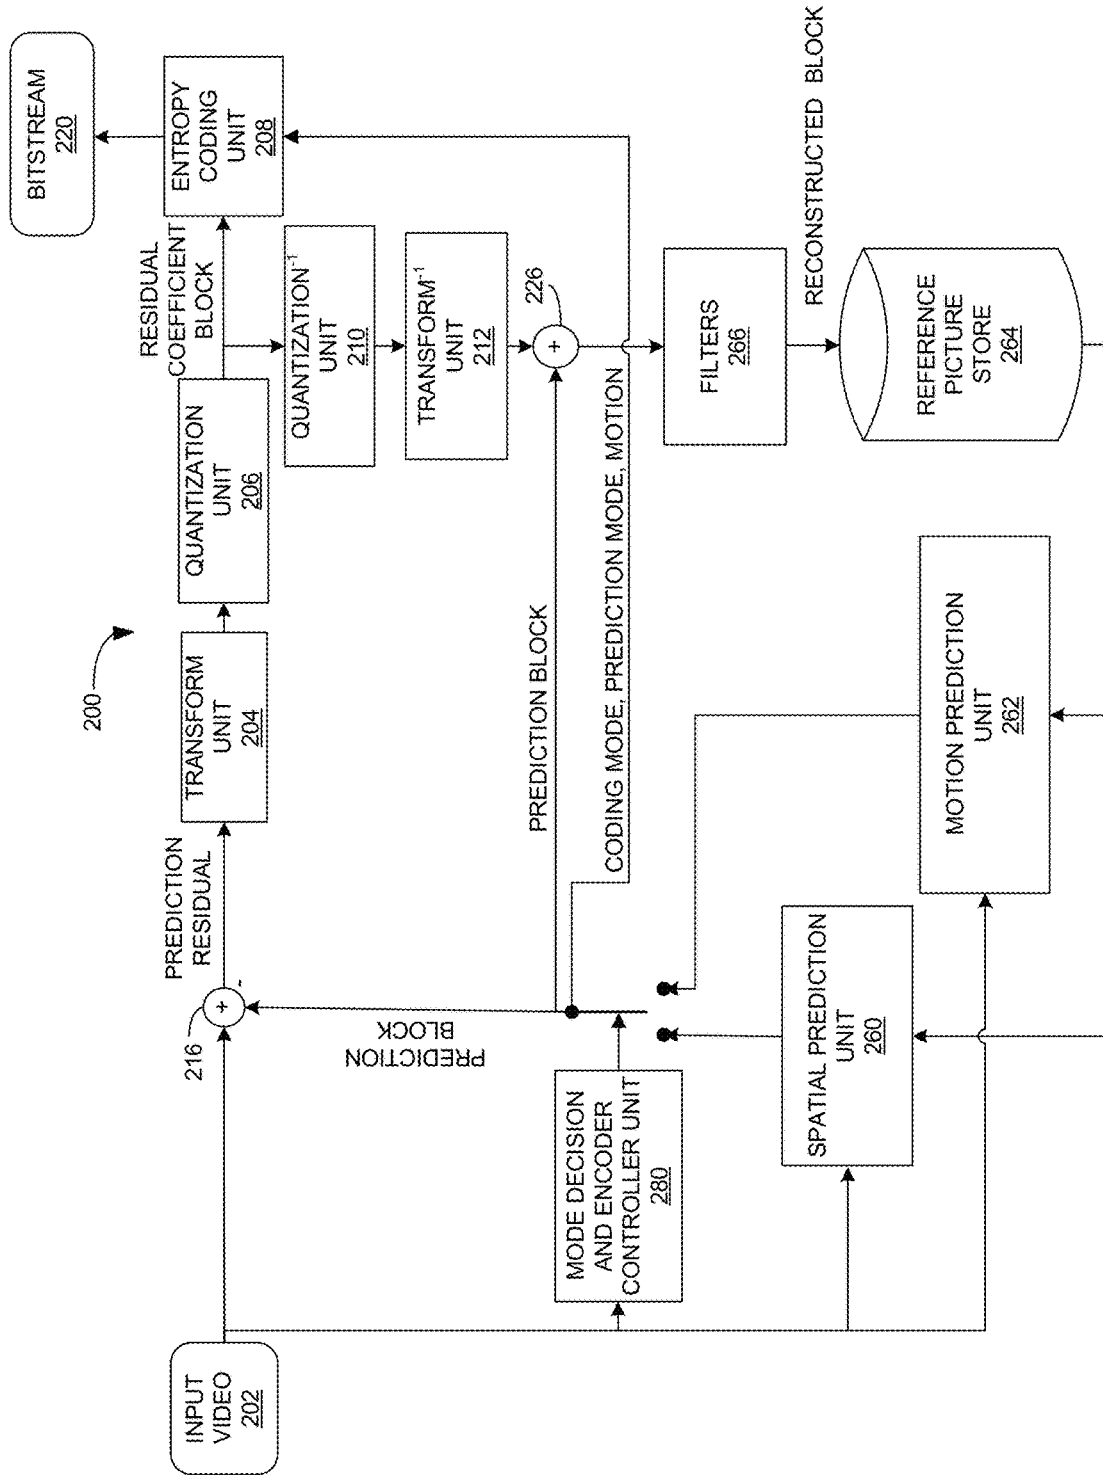 200
INPUT
VIDEO
202
216
+
-
PREDICTION
RESIDUAL
TRANSFORM
UNIT
204
QUANTIZATION
UNIT
206
RESIDUAL
COEFFICIENT
BLOCK
ENTROPY
CODING
UNIT
208
BITSTREAM
220
QUANTIZATION-1
UNIT
210
TRANSFORM-1
UNIT
212
226
+
PREDICTION
BLOCK
PREDICTION BLOCK
CODING MODE, PREDICTION MODE, MOTION
MODE DECISION
AND ENCODER
CONTROLLER UNIT
280
SPATIAL PREDICTION
UNIT
260
MOTION PREDICTION
UNIT
262
FILTERS
266
RECONSTRUCTED BLOCK
REFERENCE
PICTURE
STORE
264